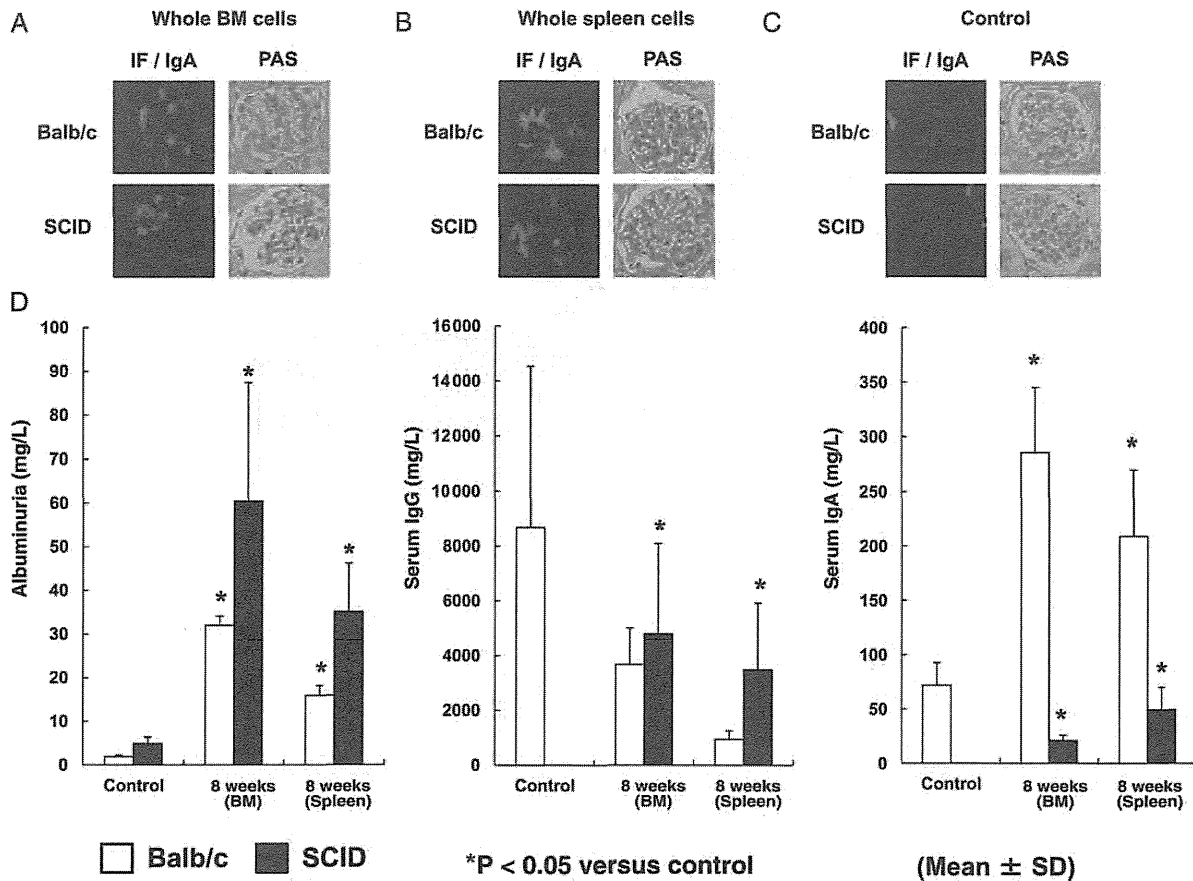 A
Whole BM cells
IF / IgA
PAS
Balb/c
SCID
B
Whole spleen cells
IF / IgA
PAS
Balb/c
SCID
C
Control
IF / IgA
PAS
Balb/c
SCID
D
Albuminuria (mg/L)
100
90
80
70
60
50
40
30
20
10
0
*
*
*
*
Control
8 weeks
(BM)
8 weeks
(Spleen)
Serum IgG (mg/L)
16000
14000
12000
10000
8000
6000
4000
2000
0
*
*
Control
8 weeks
(BM)
8 weeks
(Spleen)
Serum IgA (mg/L)
400
350
300
250
200
150
100
50
0
*
*
*
*
Control
8 weeks
(BM)
8 weeks
(Spleen)
Balb/c
SCID
*P < 0.05 versus control
(Mean ± SD)